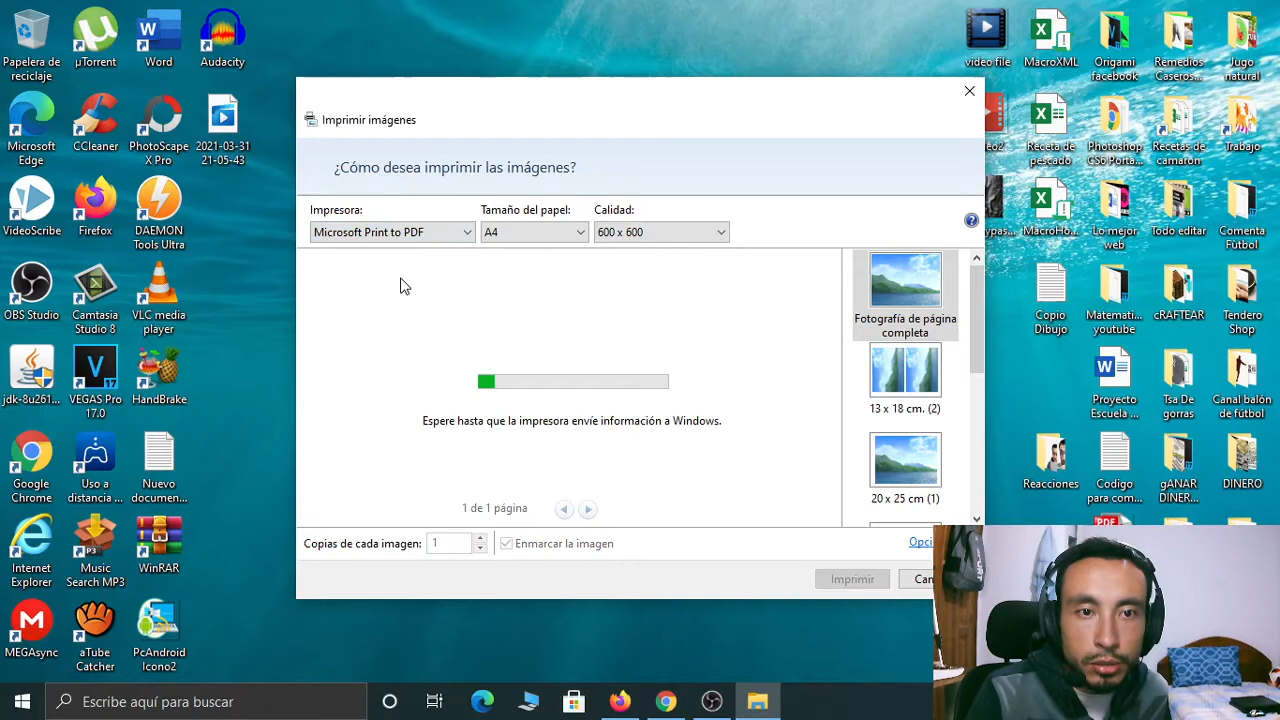 Papelera de
reciclaje
µTorrent
Word
Audacity
video file
MacroXML
Origami
facebook
Remedios
Caseros...
Jugo
natural
Imprimir imágenes
¿Cómo desea imprimir las imágenes?
Microsoft
Edge
CCleaner
PhotoScape
X Pro
2021-03-31
21-05-43
Receta de
pescado
Photoshop
CS6 Porta...
Recetas de
camarón
Trabajo
Impresora:
Tamaño del papel:
Calidad:
Microsoft Print to PDF
A4
600 x 600
VideoScribe
Firefox
DAEMON
Tools Ultra
MacroHo...
Lo mejor
web
Todo editar
Comenta
Fútbol
OBS Studio
Camtasia
Studio 8
VLC media
player
Fotografía de página
completa
Copio
Dibujo
Matemati...
youtube
cRAFTEAR
Tendero
Shop
jdk-8u261...
VEGAS Pro
17.0
HandBrake
13 x 18 cm. (2)
Proyecto
Escuela ...
Tsa De
gorras
Canal balón
de fútbol
Espere hasta que la impresora envíe información a Windows.
Google
Chrome
Uso a
distancia ...
Nuevo
documen...
20 x 25 cm (1)
Reacciones
Codigo
para com...
gANAR
DINER...
DINERO
1 de 1 página
Internet
Explorer
Music
Search MP3
WinRAR
PDF
Copias de cada imagen:
1
Enmarcar la imagen
Opci
Imprimir
Can
MEGAsync
aTube
Catcher
PcAndroid
Icono2
Escribe aquí para buscar